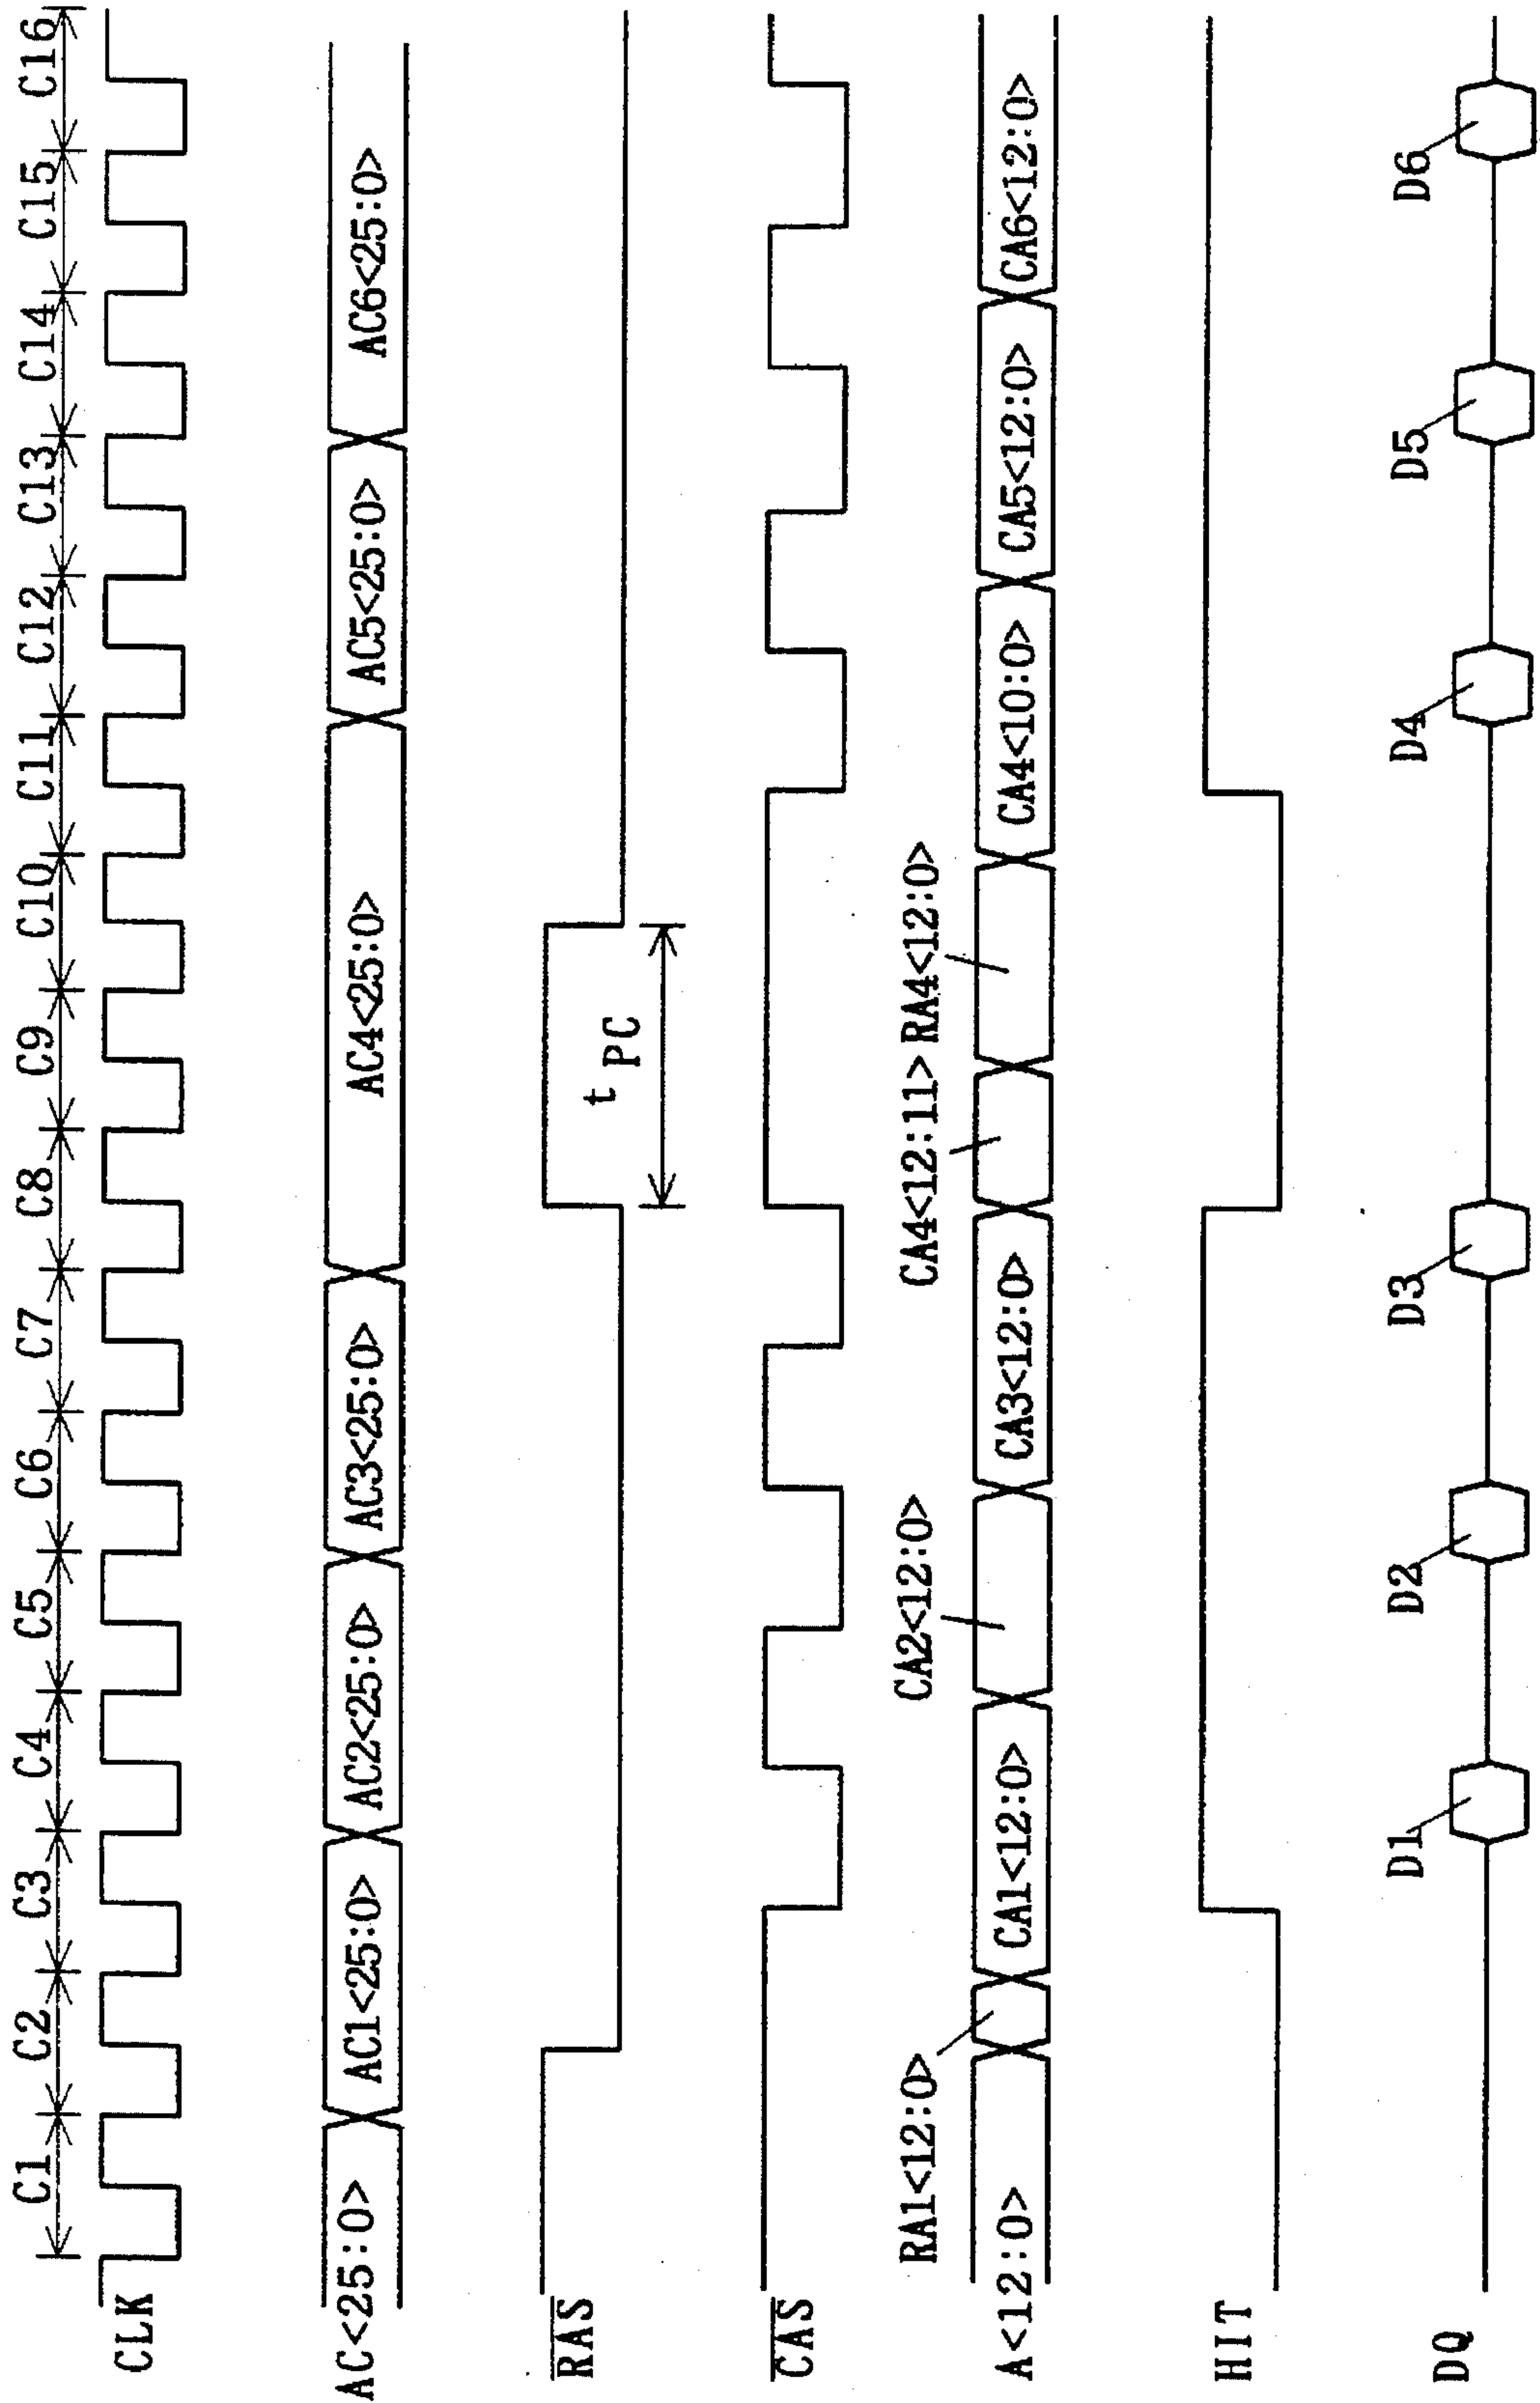 C1 C2 C3 C4 C5 C6 C7 C8 C9 C10 C11 C12 C13 C14 C15 C16
CLK
AC<25:0> AC1<25:0> AC2<25:0> AC3<25:0> AC4<25:0> AC5<25:0> AC6<25:0>
RAS
t PC
CAS
RA1<12:0> CA2<12:0> CA4<12:11> RA4<12:0>
A<12:0> CA1<12:0> CA3<12:0> CA4<10:0> CA5<12:0> CA6<12:0>
HIT
D1 D2 D3 D4 D5 D6
DQ